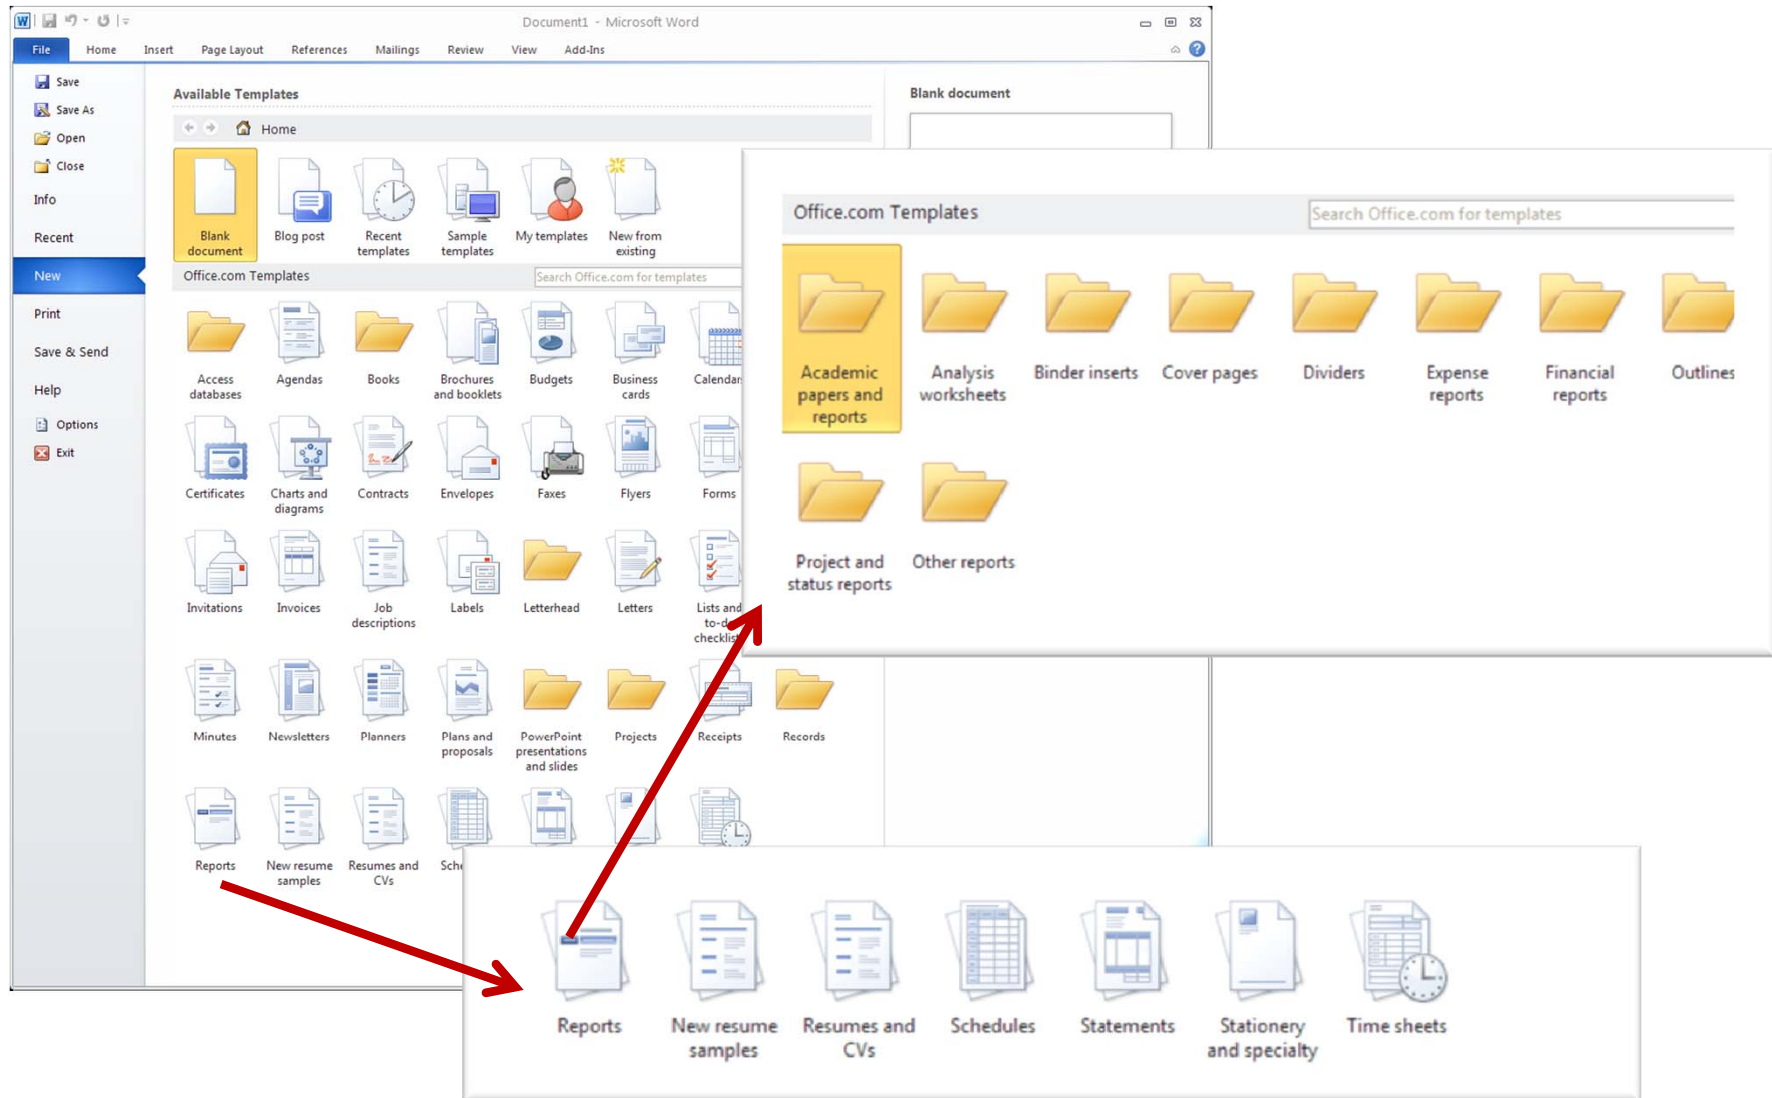 Document1 - Microsoft Word
File Home Insert Page Layout References Mailings Review View Add-Ins
Save
Save As
Open
Close
Info
Recent
New
Print
Save & Send
Help
Options
Exit
Available Templates
Home
Blank document
Blog post
Recent templates
Sample templates
My templates
New from existing
Office.com Templates
Search Office.com for templates
Access databases
Agendas
Books
Brochures and booklets
Budgets
Business cards
Calendar
Certificates
Charts and diagrams
Contracts
Envelopes
Faxes
Flyers
Forms
Invitations
Invoices
Job descriptions
Labels
Letterhead
Letters
Lists and to-d checklist
Minutes
Newsletters
Planners
Plans and proposals
PowerPoint presentations and slides
Projects
Receipts
Records
Reports
New resume samples
Resumes and CVs
Sche
Blank document
Office.com Templates
Search Office.com for templates
Academic papers and reports
Analysis worksheets
Binder inserts
Cover pages
Dividers
Expense reports
Financial reports
Outlines
Project and status reports
Other reports
Reports
New resume samples
Resumes and CVs
Schedules
Statements
Stationery and specialty
Time sheets